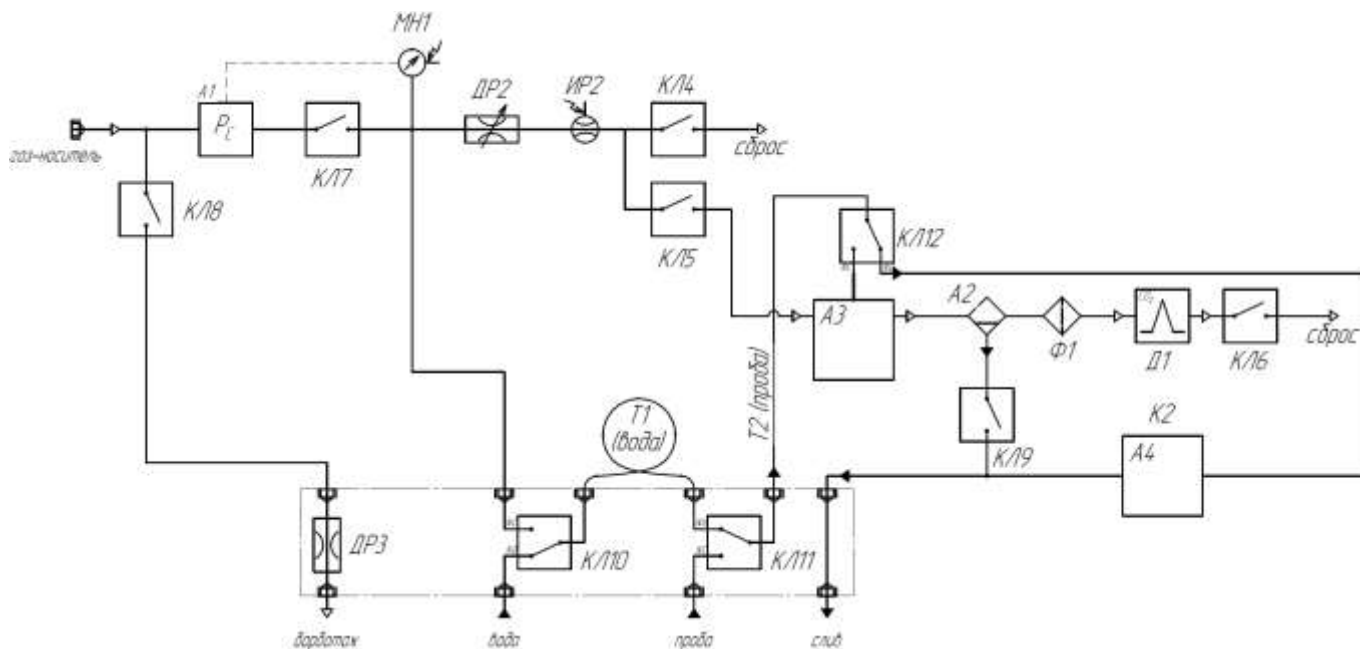 МН1
А1
Рс
ДР2
ИР2
КЛ4
газ-носитель
КЛ7
сброс
КЛ8
КЛ5
КЛ12
А3
А2
Ф1
Д1
КЛ6
сброс
Т1
(вода)
Т2 (проба)
КЛ9
К2
А4
ДР3
КЛ10
КЛ11
барботаж
вода
проба
слив